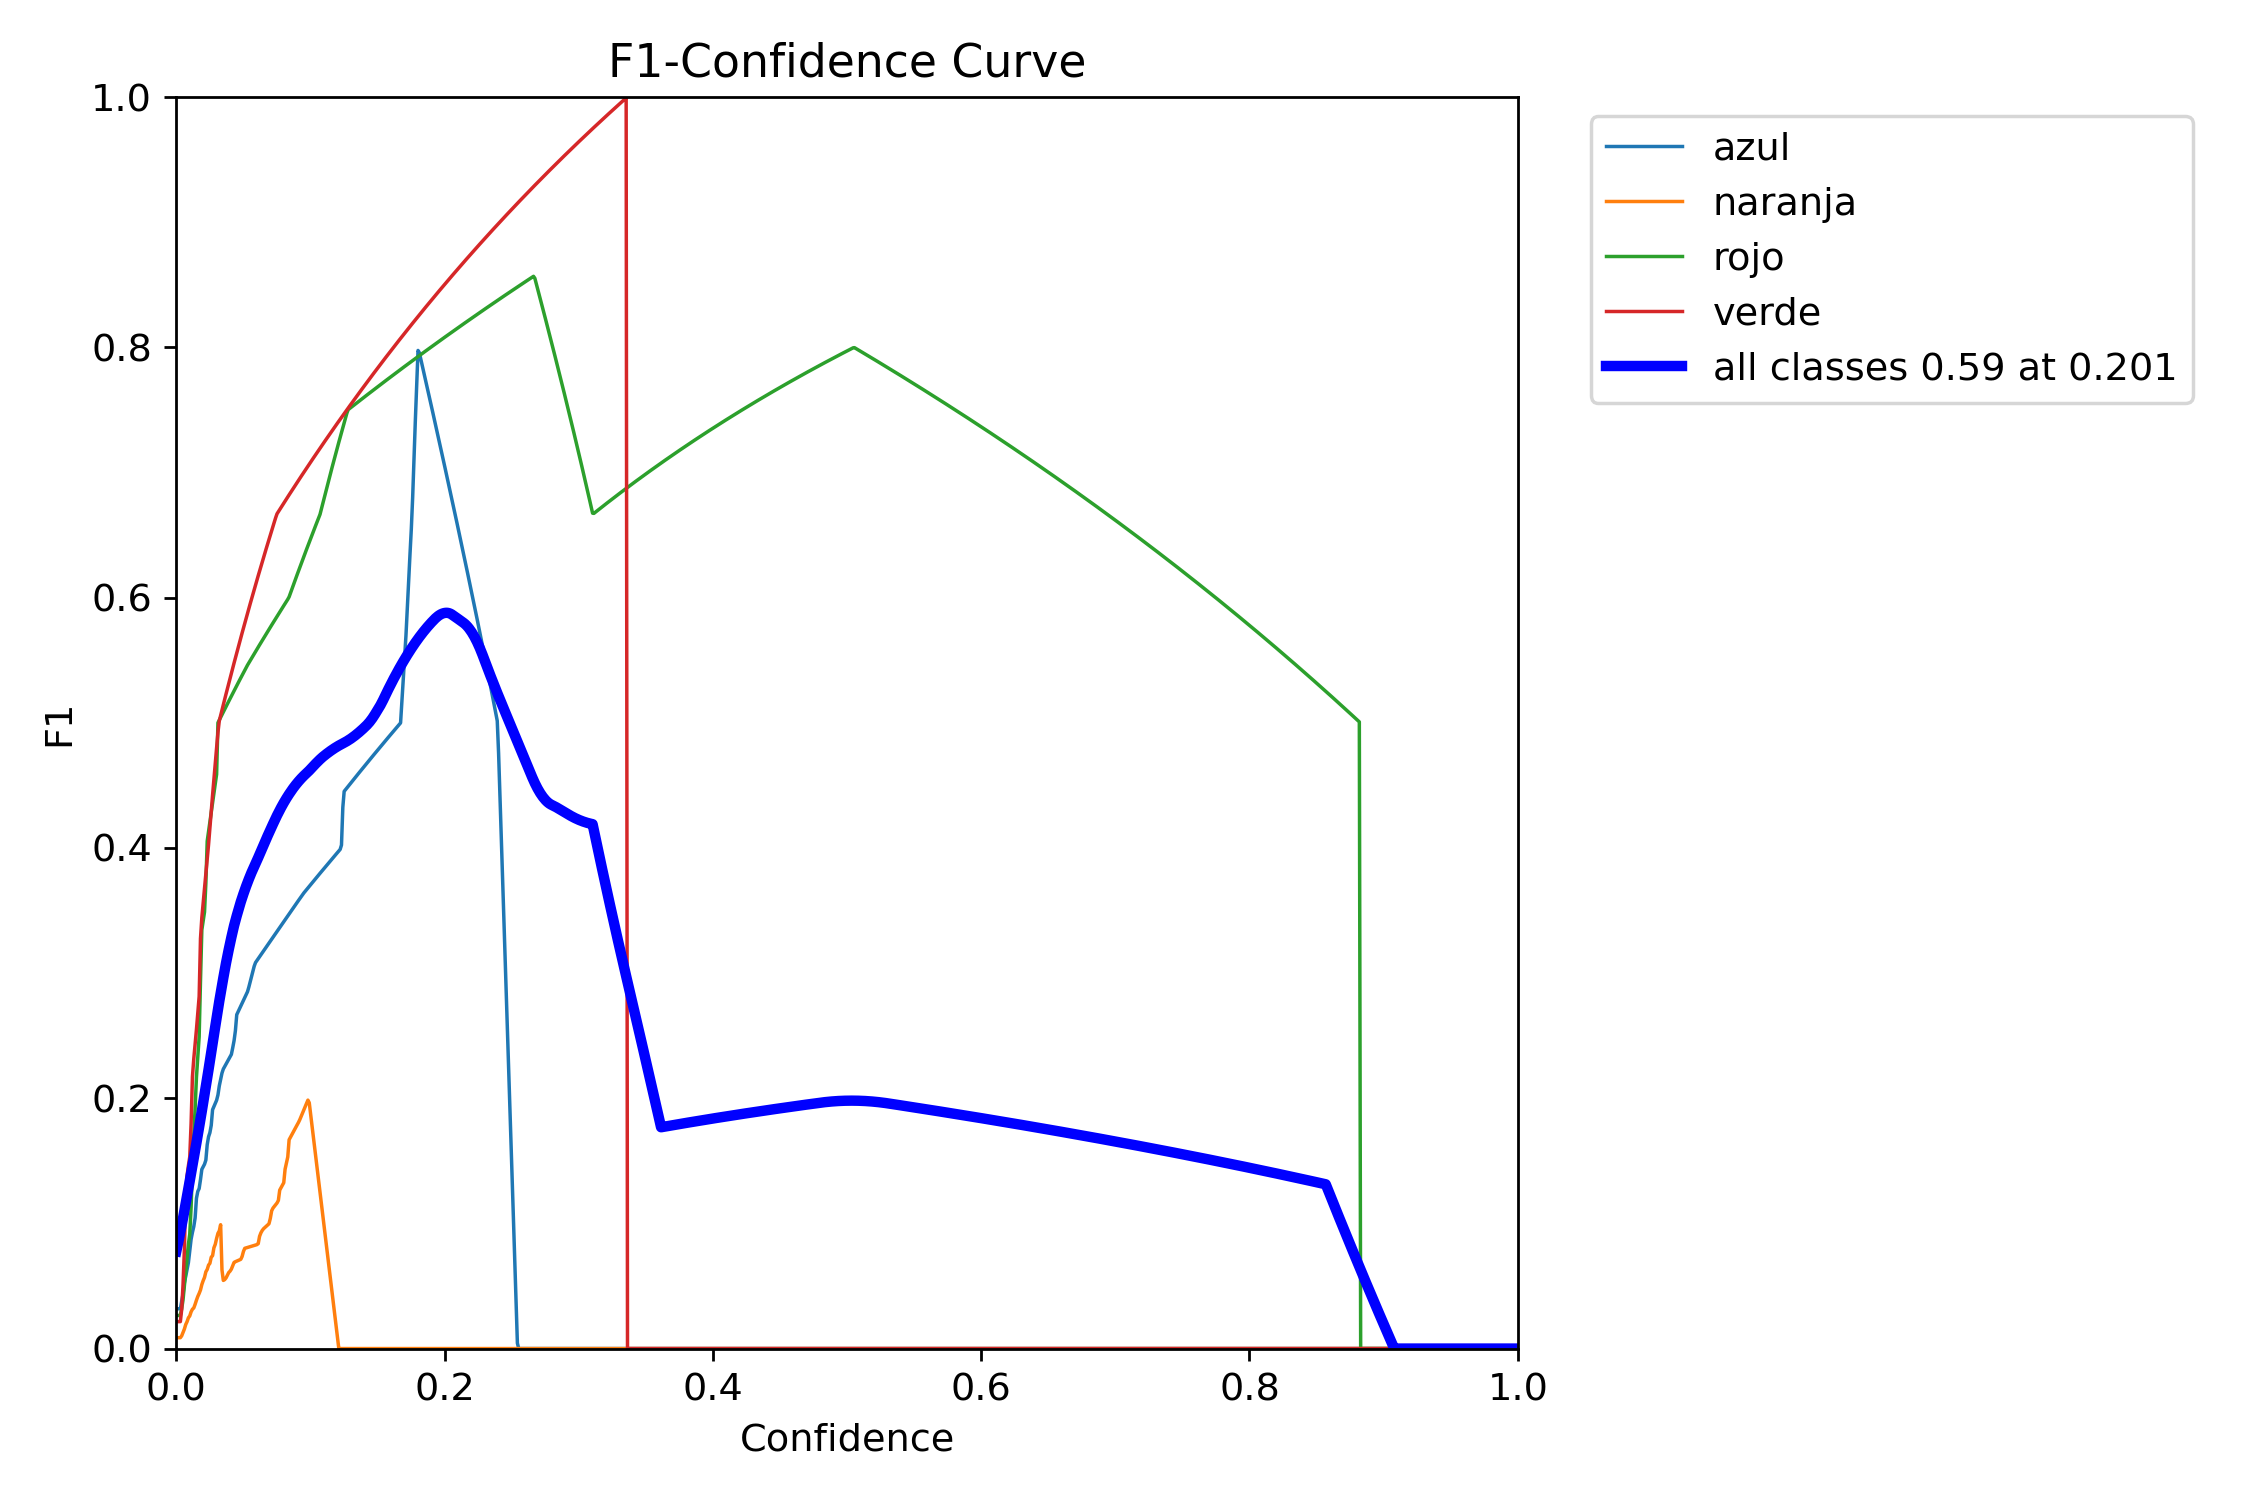 F1-Confidence Curve
1.0
0.8
0.6
0.4
0.2
0.0
F1
0.0 0.2 0.4 0.6 0.8 1.0
Confidence
azul
naranja
rojo
verde
all classes 0.59 at 0.201